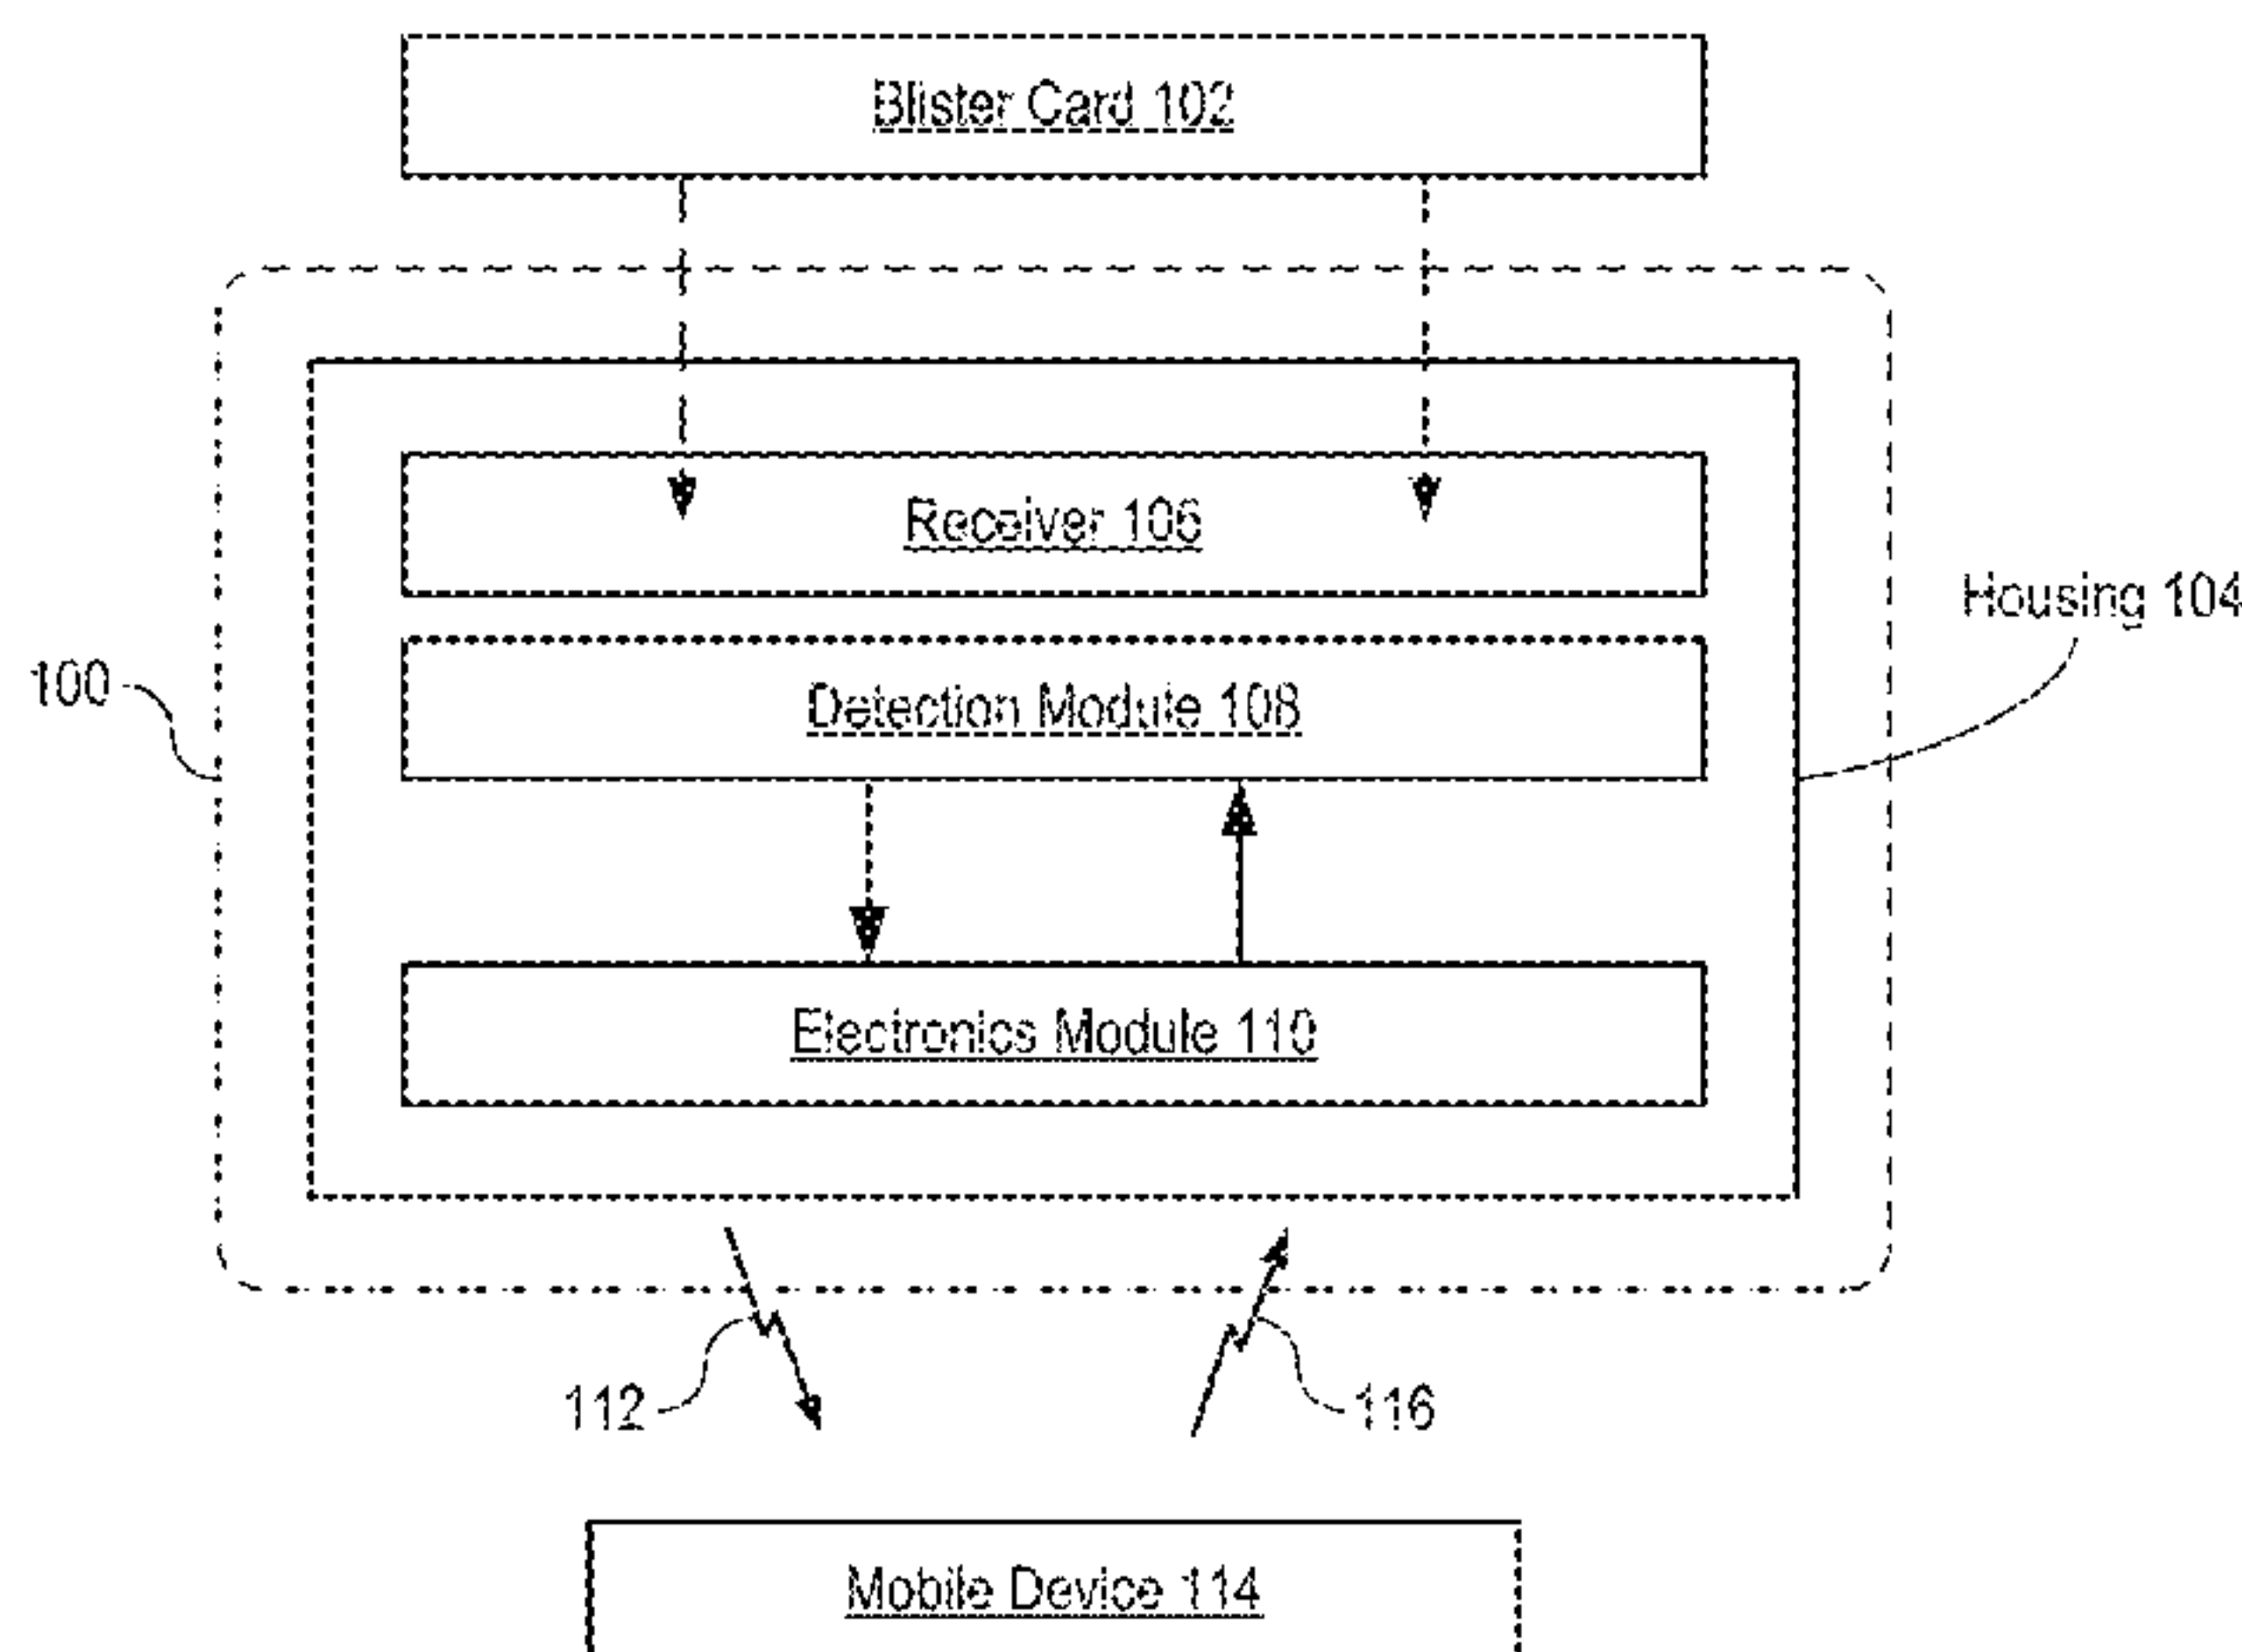 Blister Card 102
Receiver 106
Housing 104
100
Detection Module 108
Electronics Module 110
112
116
Mobile Device 114